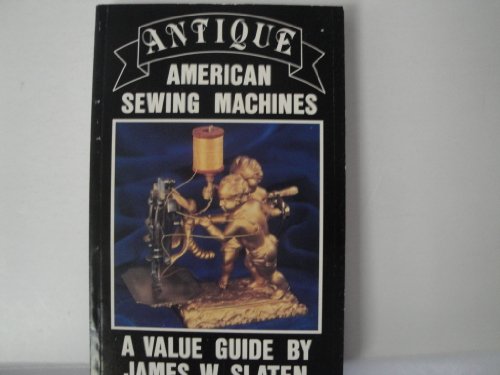 ANTIQUE
AMERICAN
SEWING MACHINES
A VALUE GUIDE BY
JAMES W. SLATEN